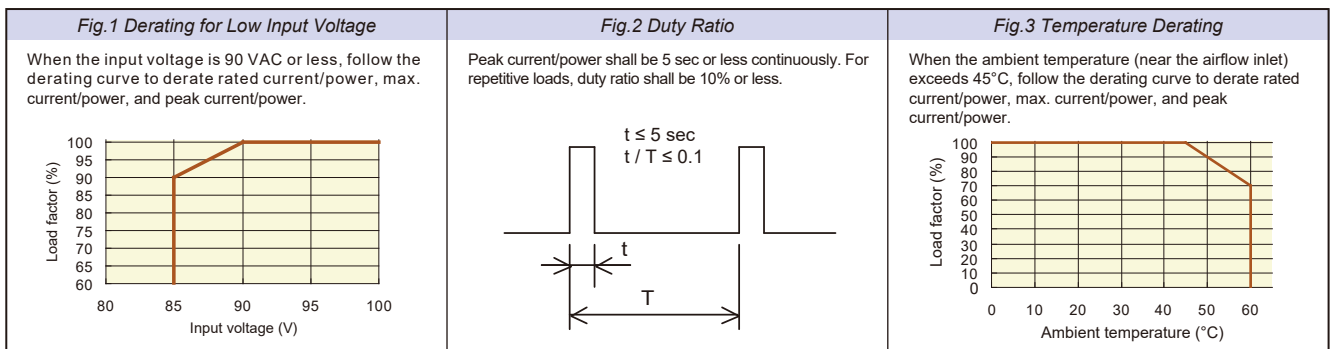 Fig.1 Derating for Low Input Voltage
When the input voltage is 90 VAC or less, follow the
derating curve to derate rated current/power, max.
current/power, and peak current/power.
100
95
90
85
80
75
70
65
60
Load factor (%)
80 85 90 95 100
Input voltage (V)
Fig.2 Duty Ratio
Peak current/power shall be 5 sec or less continuously. For
repetitive loads, duty ratio shall be 10% or less.
t ≤ 5 sec
t / T ≤ 0.1
t
T
Fig.3 Temperature Derating
When the ambient temperature (near the airflow inlet)
exceeds 45°C, follow the derating curve to derate rated
current/power, max. current/power, and peak
current/power.
100
90
80
70
60
50
40
30
20
10
0
Load factor (%)
0 10 20 30 40 50 60
Ambient temperature (°C)